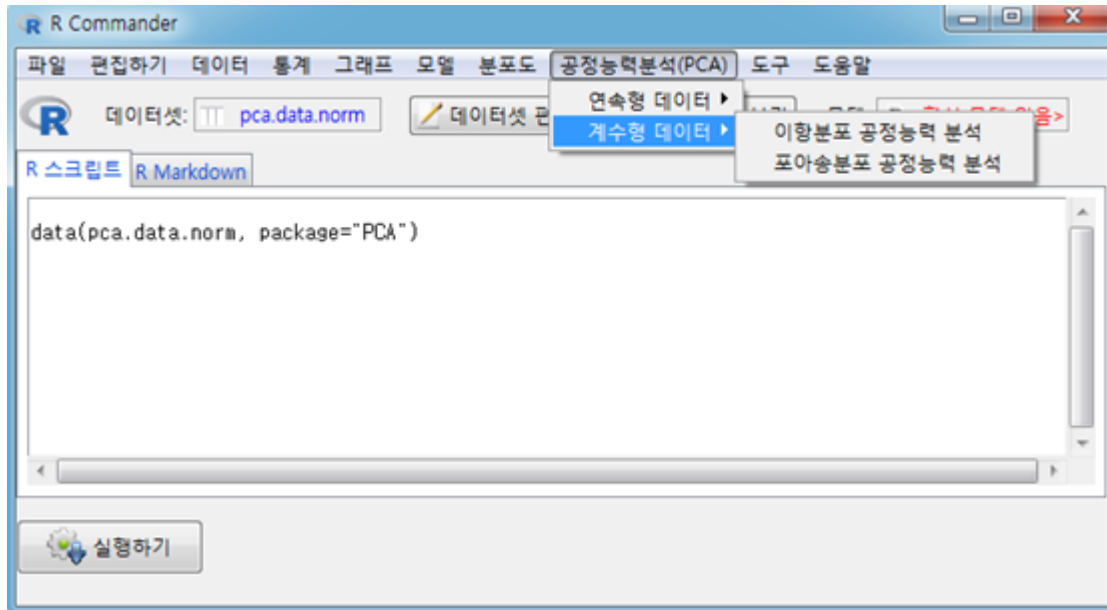 R Commander
파일 편집하기 데이터 통계 그래프 모델 분포도 공정능력분석(PCA) 도구 도움말
데이터셋: pca.data.norm 데이터셋
연속형 데이터
계수형 데이터
이항분포 공정능력 분석
포아송분포 공정능력 분석
R 스크립트 R Markdown
data(pca.data.norm, package="PCA")
실행하기